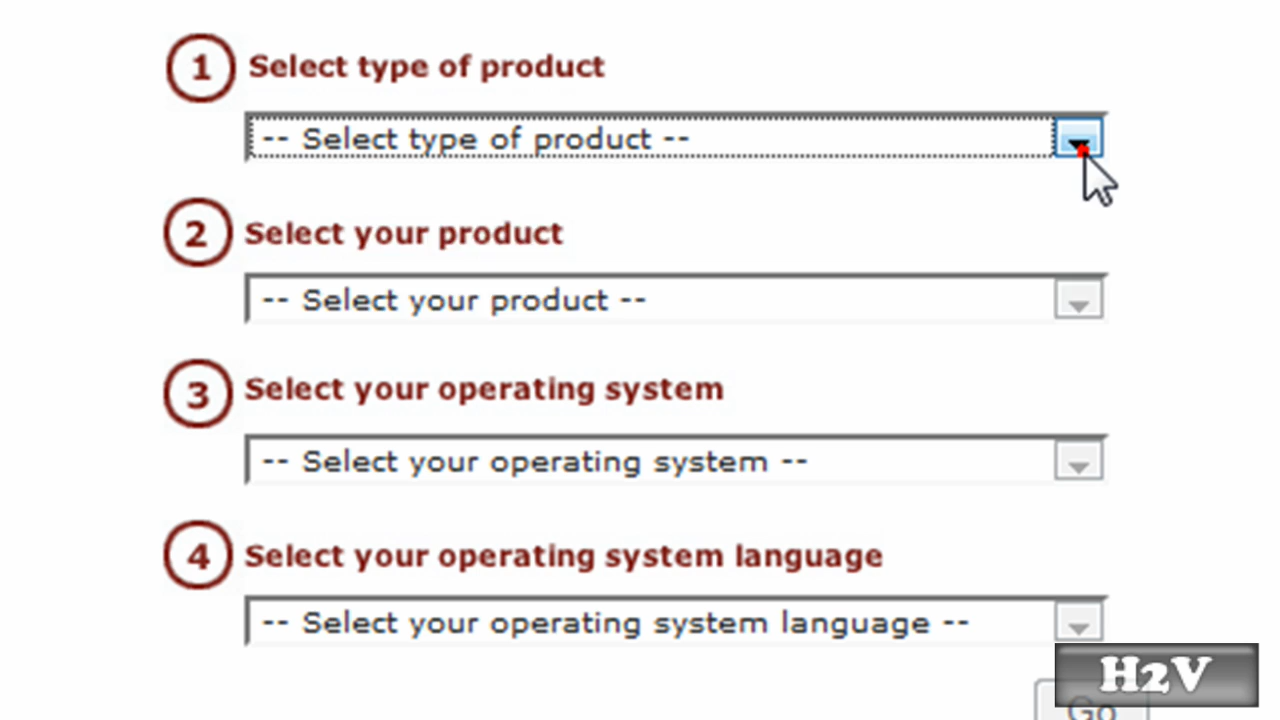 1 Select type of product
-- Select type of product --
2 Select your product
-- Select your product --
3 Select your operating system
-- Select your operating system --
4 Select your operating system language
-- Select your operating system language --
H2V
Go